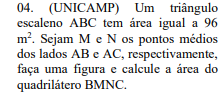 04. (UNICAMP) Um triângulo
escaleno ABC tem área igual a 96
m². Sejam M e N os pontos médios
dos lados AB e AC, respectivamente,
faça uma figura e calcule a área do
quadrilátero BMNC.